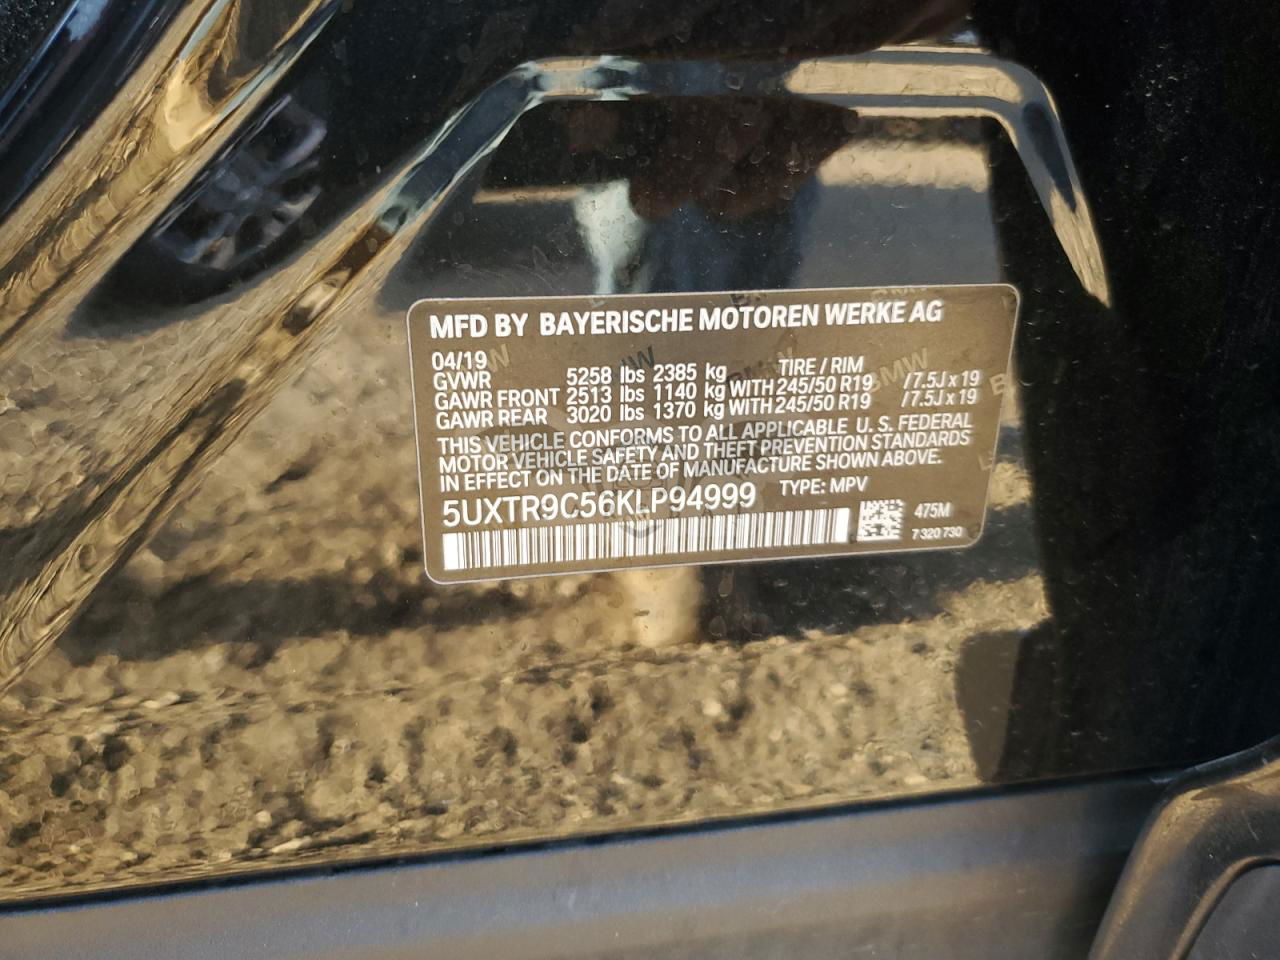 MFD BY BAYERISCHE MOTOREN WERKE AG
04/19
GVWR 5258 lbs 2385 kg TIRE / RIM
GAWR FRONT 2513 lbs 1140 kg WITH 245/50 R19 /7.5J x 19
GAWR REAR 3020 lbs 1370 kg WITH 245/50 R19 /7.5J x 19
THIS VEHICLE CONFORMS TO ALL APPLICABLE U. S. FEDERAL
MOTOR VEHICLE SAFETY AND THEFT PREVENTION STANDARDS
IN EFFECT ON THE DATE OF MANUFACTURE SHOWN ABOVE.
5UXTR9C56KLP94999 TYPE: MPV
475M
7 320 730